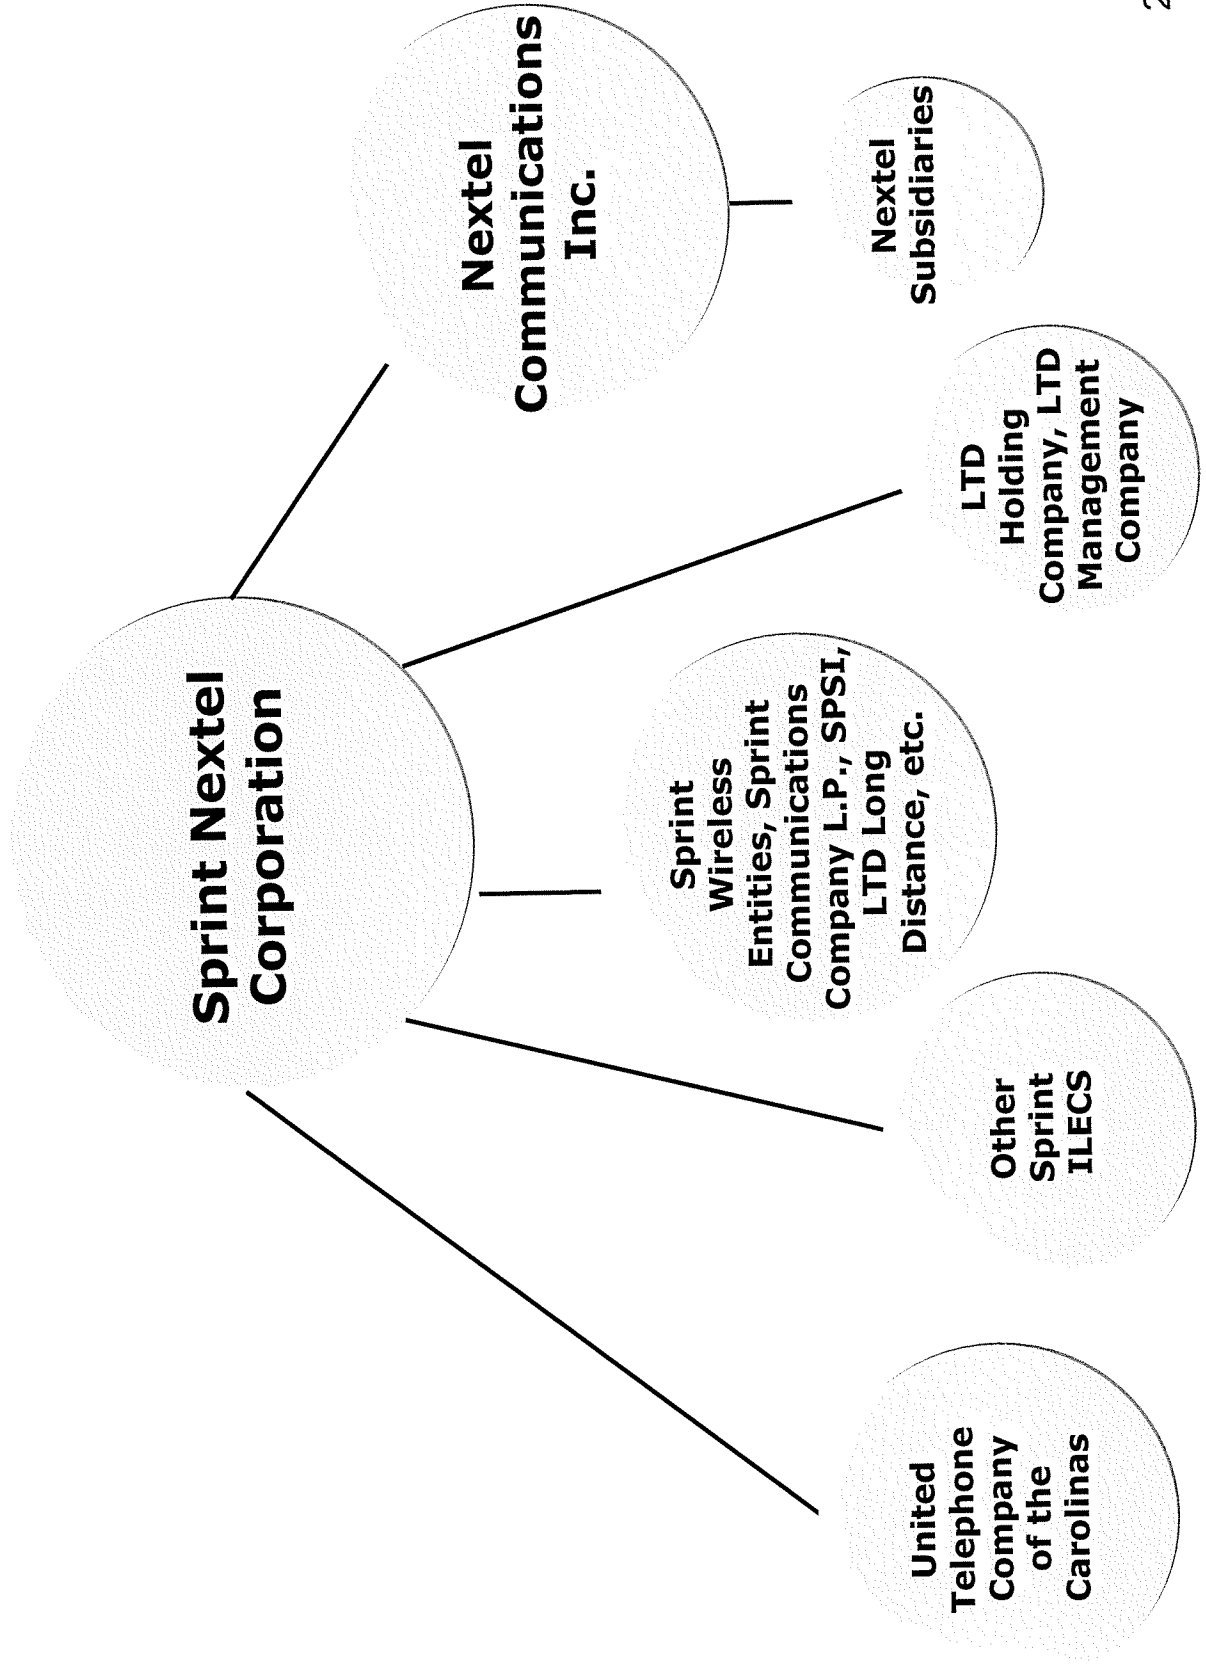 Sprint Nextel
Corporation
Nextel
Communications
Inc.
United
Telephone
Company
of the
Carolinas
Other
Sprint
ILECS
Sprint
Wireless
Entities, Sprint
Communications
Company L.P., SPSI,
LTD Long
Distance, etc.
LTD
Holding
Company, LTD
Management
Company
Nextel
Subsidiaries
2